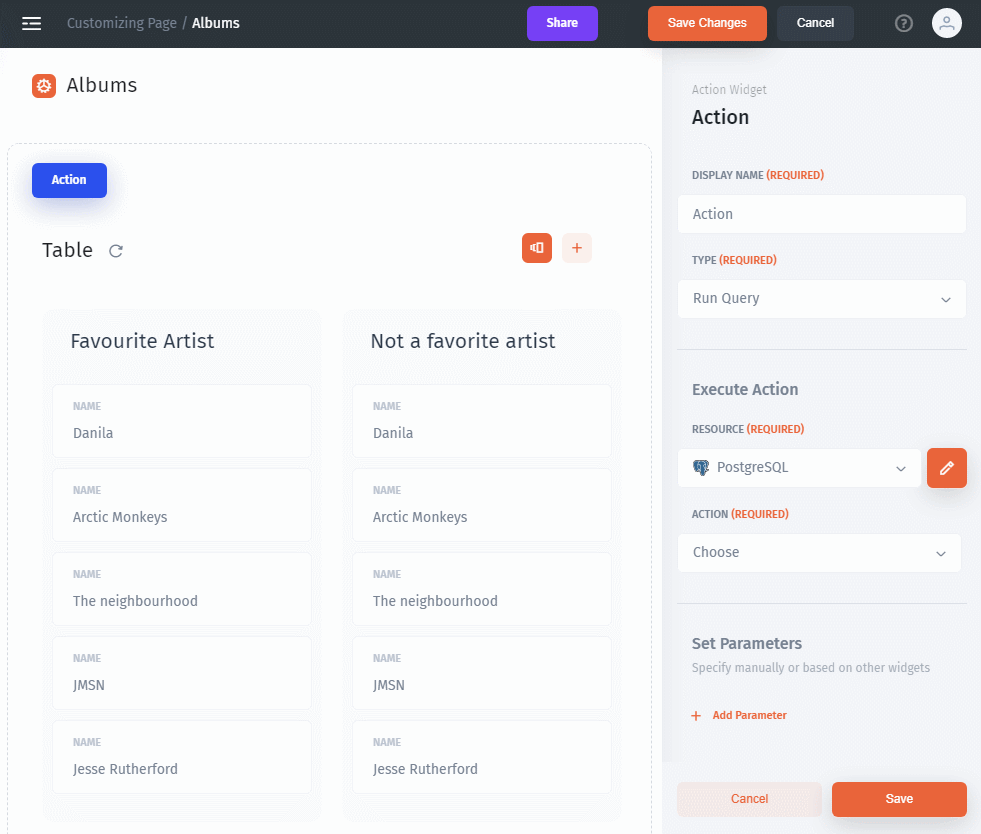 Customizing Page / Albums
Share
Save Changes
Cancel
?
Albums
Action
Table
+
Favourite Artist
NAME
Danila
NAME
Arctic Monkeys
NAME
The neighbourhood
NAME
JMSN
NAME
Jesse Rutherford
Not a favorite artist
NAME
Danila
NAME
Arctic Monkeys
NAME
The neighbourhood
NAME
JMSN
NAME
Jesse Rutherford
Action Widget
Action
DISPLAY NAME (REQUIRED)
Action
TYPE (REQUIRED)
Run Query
Execute Action
RESOURCE (REQUIRED)
PostgreSQL
ACTION (REQUIRED)
Choose
Set Parameters
Specify manually or based on other widgets
+ Add Parameter
Cancel
Save